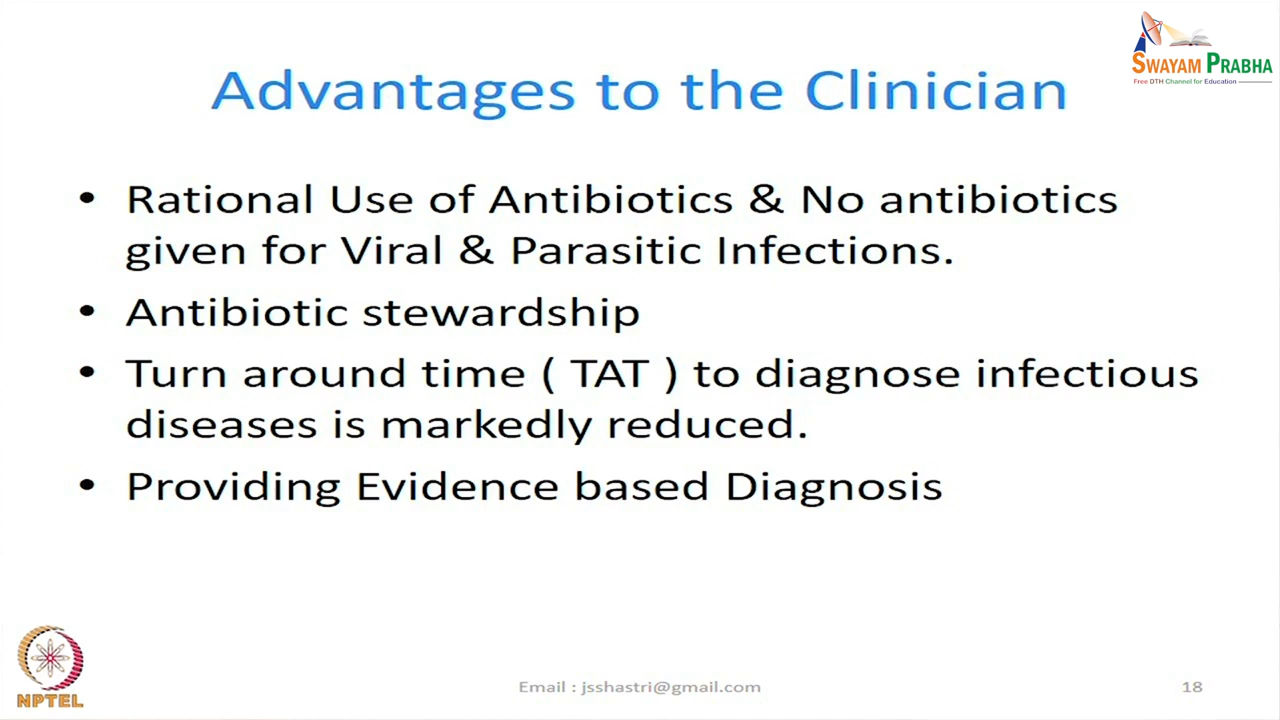 SWAYAM PRABHA
Free DTH Channel for Education
Advantages to the Clinician
• Rational Use of Antibiotics & No antibiotics
given for Viral & Parasitic Infections.
• Antibiotic stewardship
• Turn around time ( TAT ) to diagnose infectious
diseases is markedly reduced.
• Providing Evidence based Diagnosis
NPTEL
Email : jsshastri@gmail.com
18